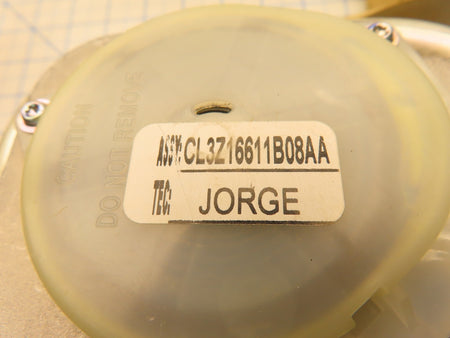 CAUTION
DO NOT REMOVE
ASSY: CL3Z16611B08AA
TEC: JORGE